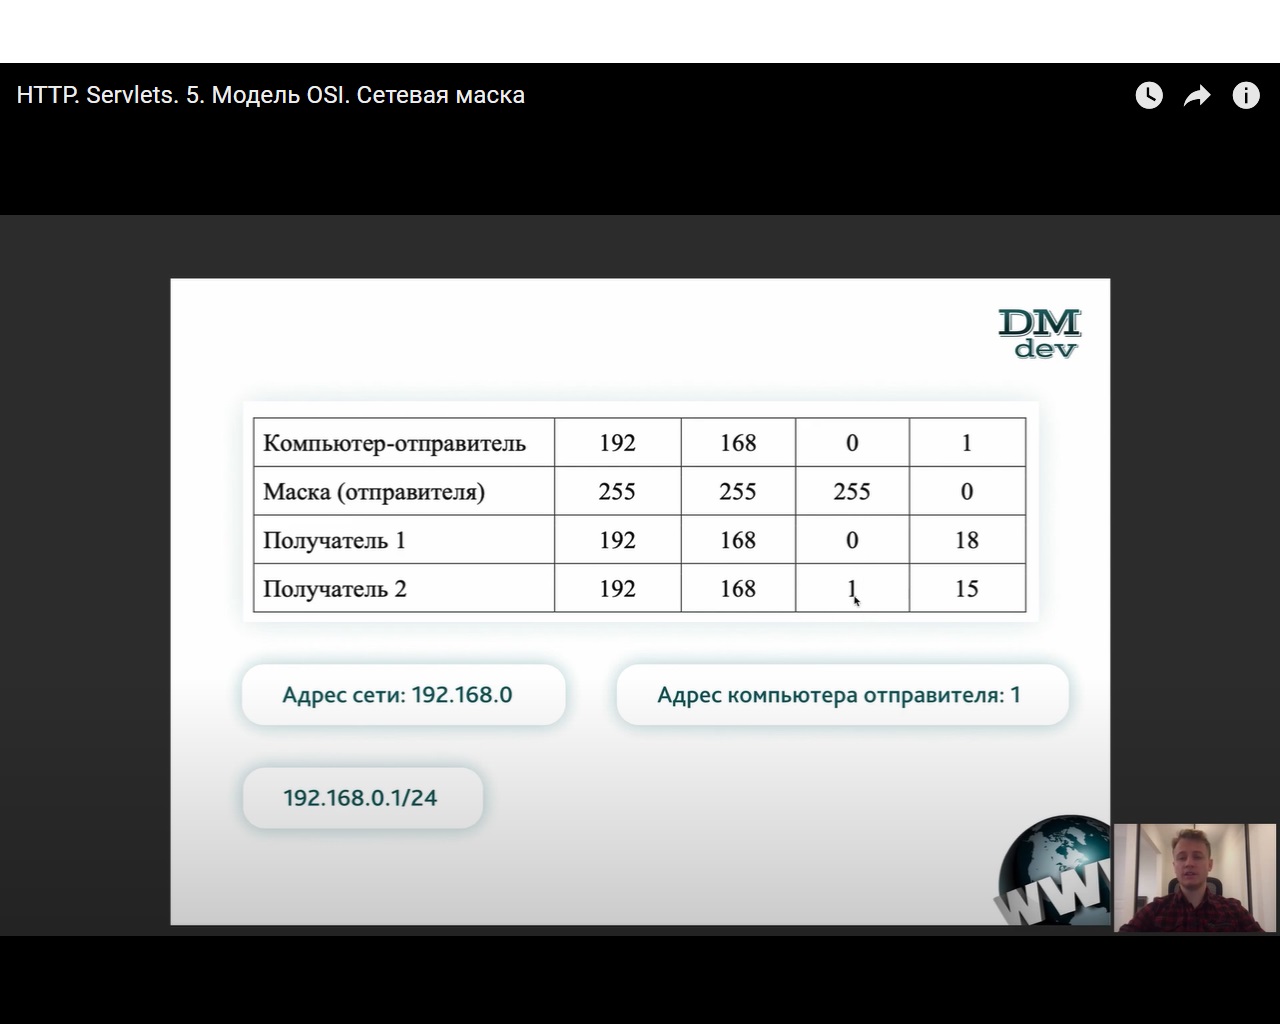 HTTP. Servlets. 5. Модель OSI. Сетевая маска
DM
dev
Компьютер-отправитель 192 168 0 1
Маска (отправителя) 255 255 255 0
Получатель 1 192 168 0 18
Получатель 2 192 168 1 15
Адрес сети: 192.168.0 Адрес компьютера отправителя: 1
192.168.0.1/24
WW